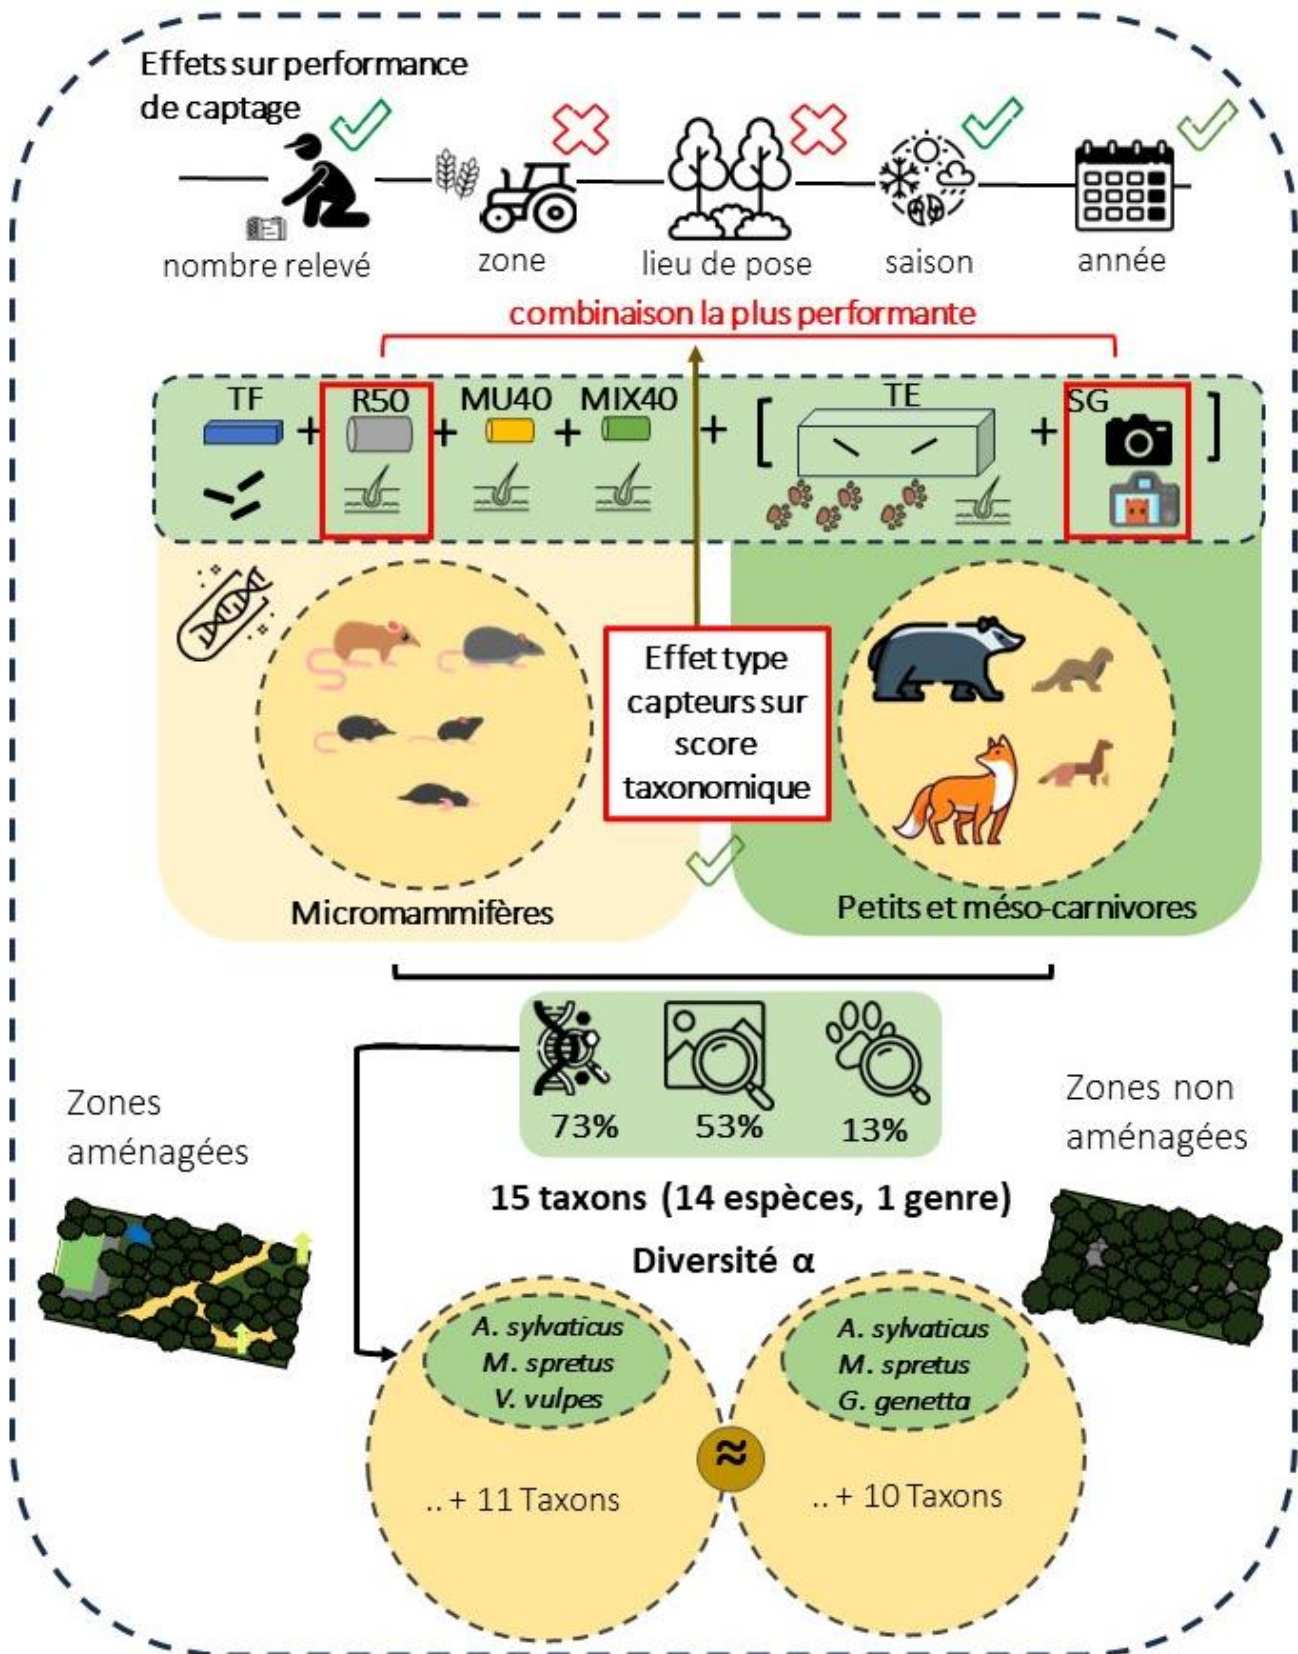 Effets sur performance
de captage
nombre relevé
zone
lieu de pose
saison
année
combinaison la plus performante
TF + R50 + MU40 + MIX40 + [ TE + SG ]
Effet type
capteurs sur
score
taxonomique
Micromammifères
Petits et méso-carnivores
73%
53%
13%
Zones
aménagées
Zones non
aménagées
15 taxons (14 espèces, 1 genre)
Diversité α
A. sylvaticus
M. spretus
V. vulpes
.. + 11 Taxons
≈
A. sylvaticus
M. spretus
G. genetta
.. + 10 Taxons